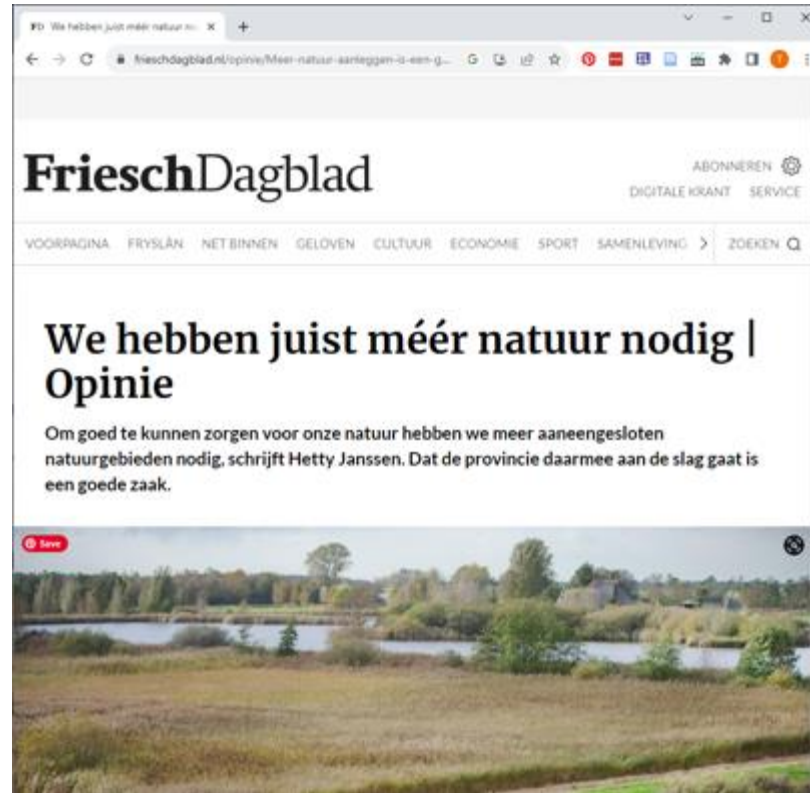 FD We hebben juist méér natuur no
frieschdagblad.nl/opinie/Meer-natuur-aanleggen-is-een-g...
FrieschDagblad
ABONNEREN
DIGITALE KRANT SERVICE
VOORPAGINA FRYSLÂN NET BINNEN GELOVEN CULTUUR ECONOMIE SPORT SAMENLEVING ZOEKEN
We hebben juist méér natuur nodig |
Opinie
Om goed te kunnen zorgen voor onze natuur hebben we meer aaneengesloten
natuurgebieden nodig, schrijft Hetty Janssen. Dat de provincie daarmee aan de slag gaat is
een goede zaak.
Save